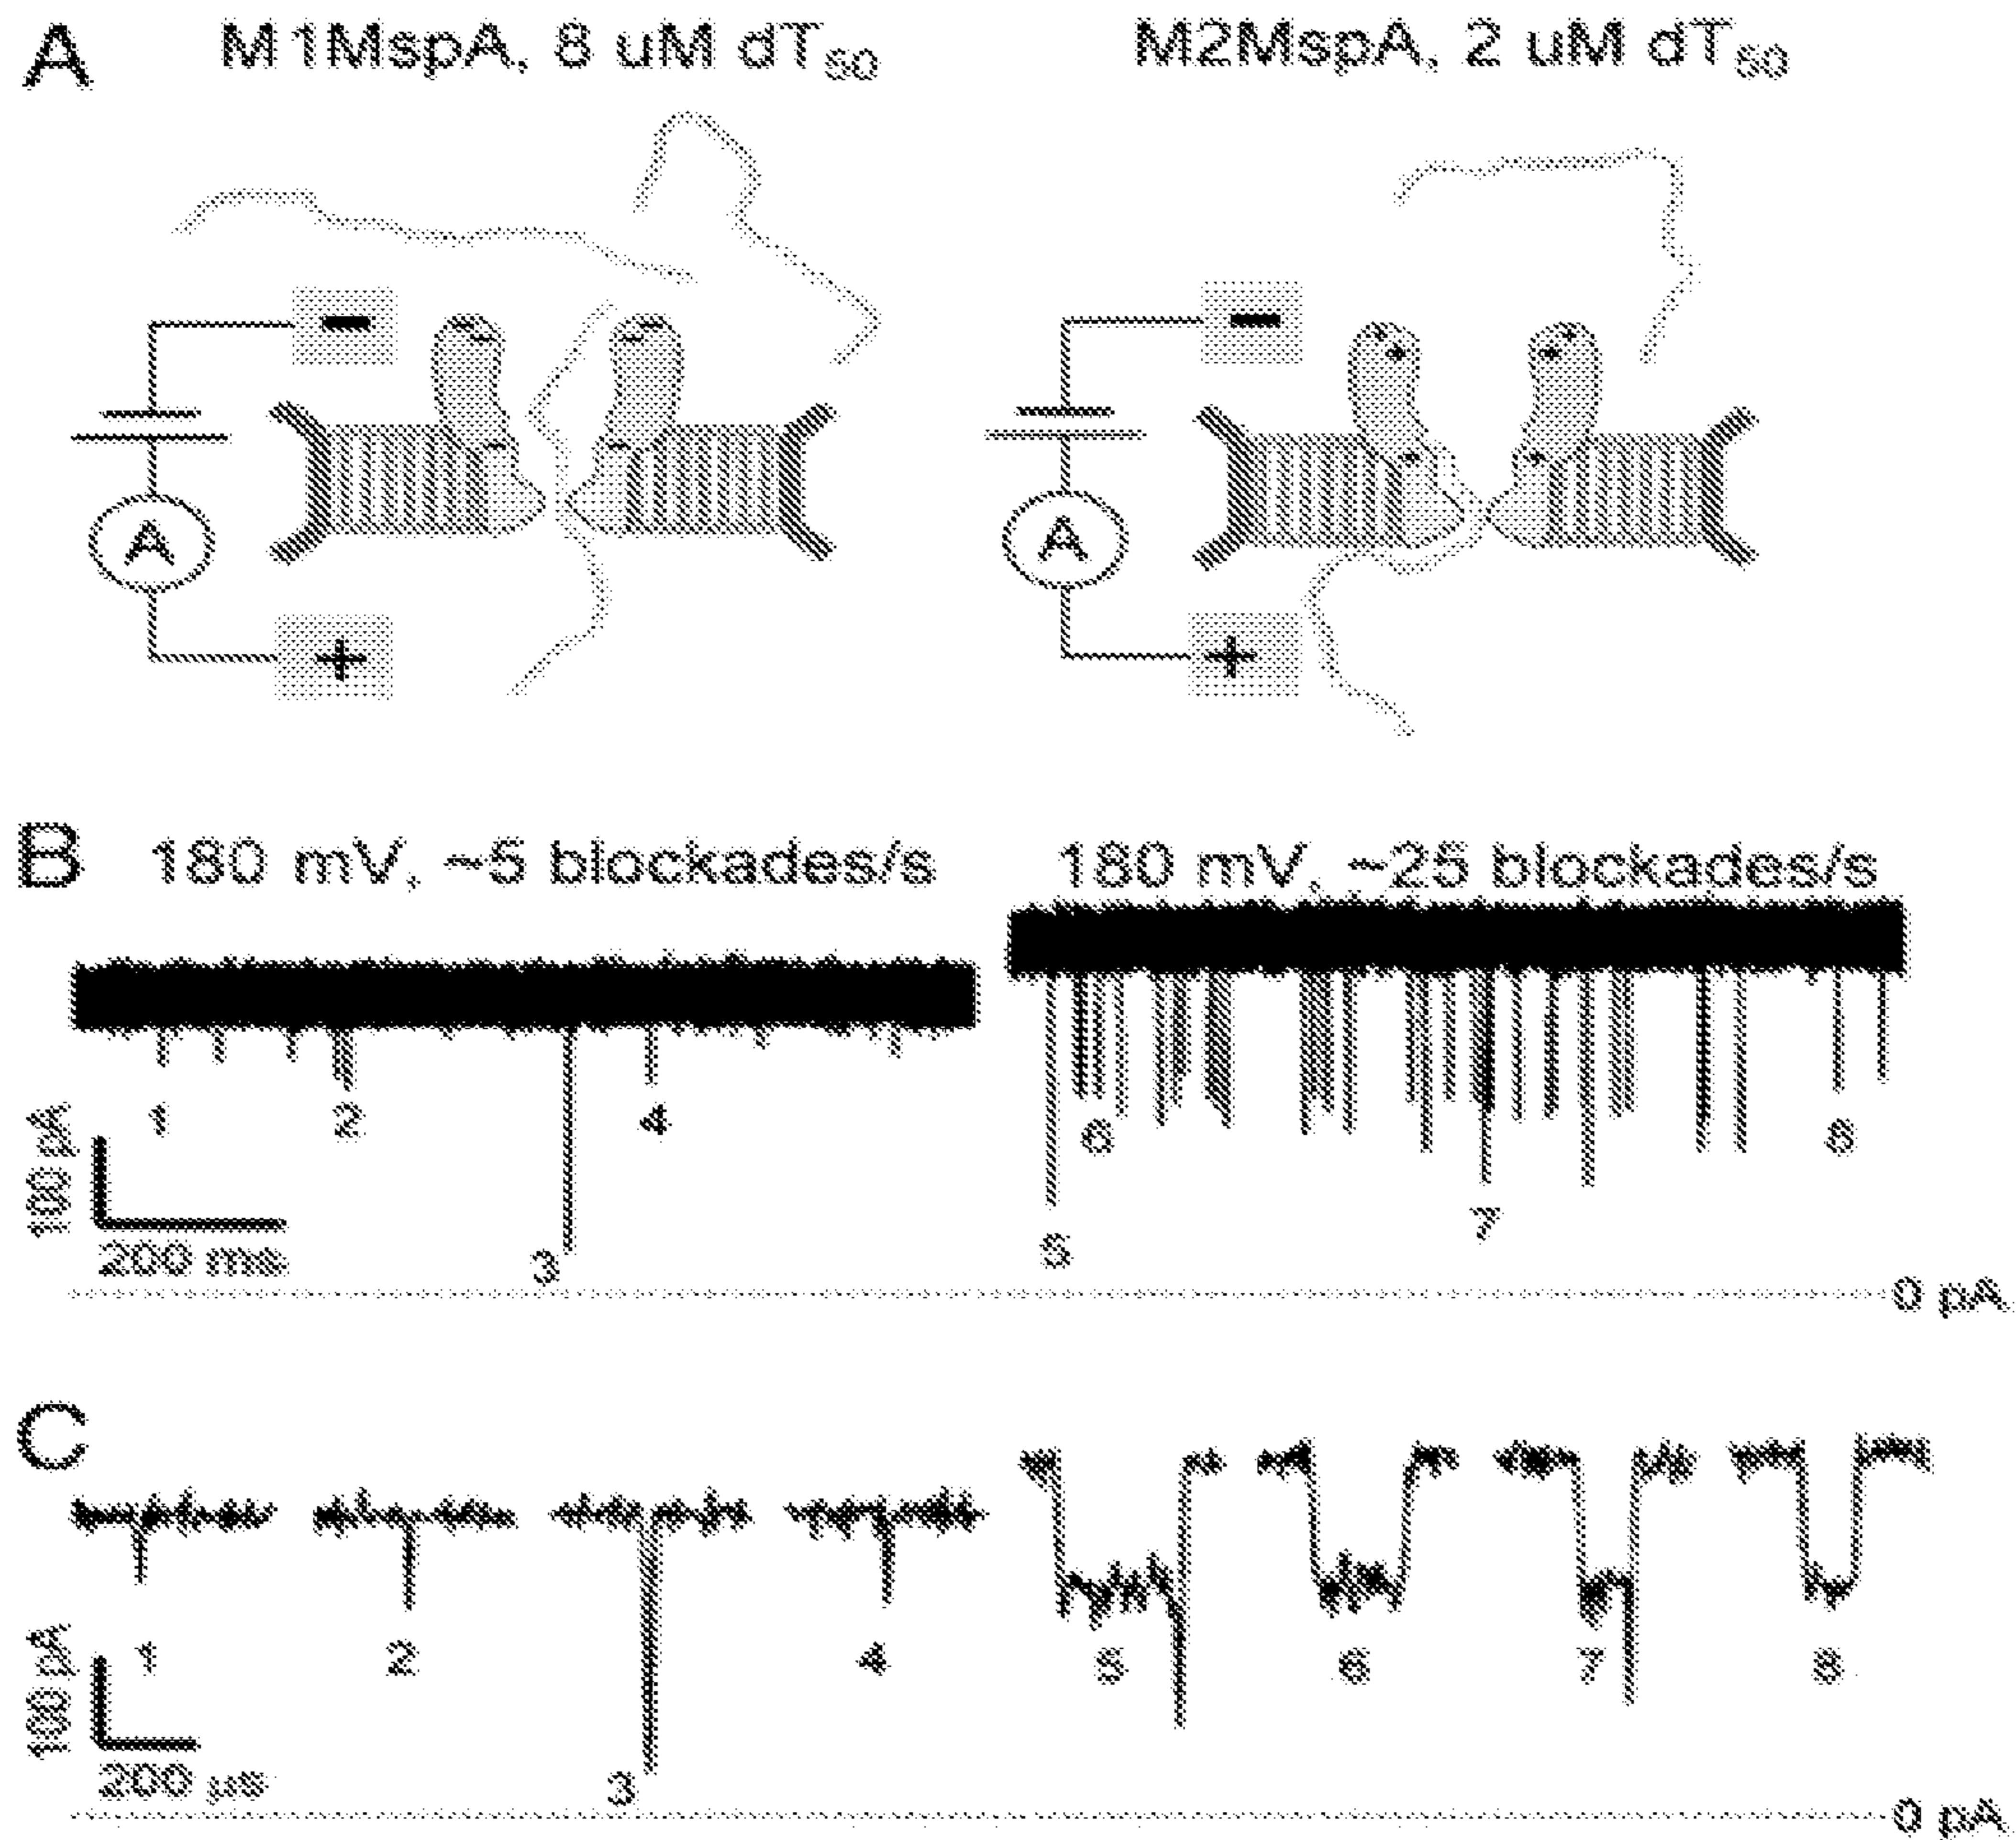 A M1MspA, 8 uM dT50 M2MspA, 2 uM dT50
- -
A A
+ +
B 180 mV, ~5 blockades/s 180 mV, ~25 blockades/s
1 2 3 4 5 6 7 8
100 pA
200 ms
0 pA
C
1 2 3 4 5 6 7 8
100 pA
200 µs
0 pA